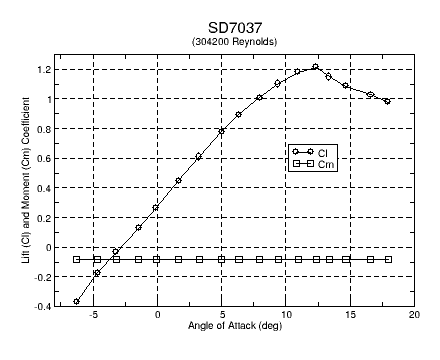 SD7037
(304200 Reynolds)
Lift (Cl) and Moment (Cm) Coefficient
1.2
1
0.8
0.6
0.4
0.2
0
-0.2
-0.4
Cl
Cm
-5 0 5 10 15 20
Angle of Attack (deg)